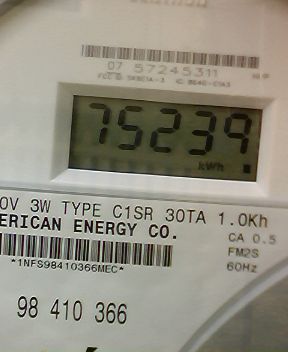 07 57245311
75239
kWh
0V 3W TYPE C1SR 30TA 1.0Kh
ERICAN ENERGY CO.
CA 0.5
FM2S
*1NFS98410366MEC*
60Hz
98 410 366